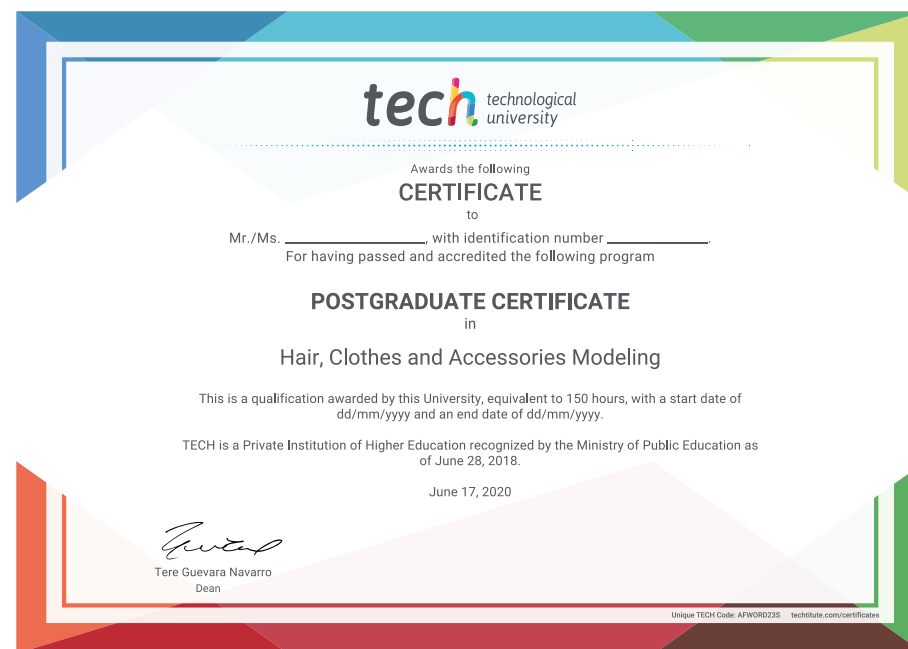 tech technological
university
Awards the following
CERTIFICATE
to
Mr./Ms. ____________________, with identification number ______________.
For having passed and accredited the following program
POSTGRADUATE CERTIFICATE
in
Hair, Clothes and Accessories Modeling
This is a qualification awarded by this University, equivalent to 150 hours, with a start date of
dd/mm/yyyy and an end date of dd/mm/yyyy.
TECH is a Private Institution of Higher Education recognized by the Ministry of Public Education as
of June 28, 2018.
June 17, 2020
Tere Guevara Navarro
Dean
Unique TECH Code: AFWORD23S techtitute.com/certificates